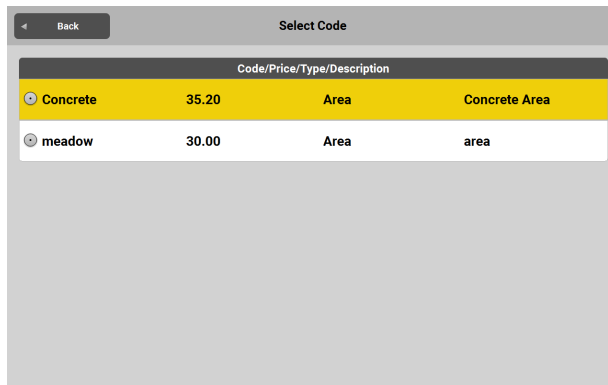 Back
Select Code
Code/Price/Type/Description
Concrete 35.20 Area Concrete Area
meadow 30.00 Area area